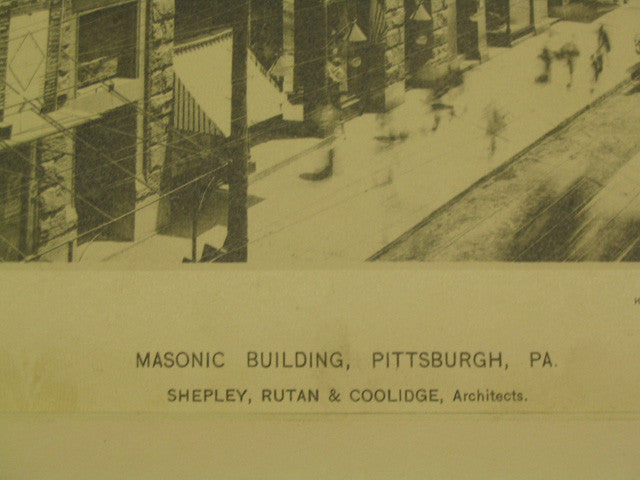 MASONIC BUILDING, PITTSBURGH, PA.
SHEPLEY, RUTAN & COOLIDGE, Architects.